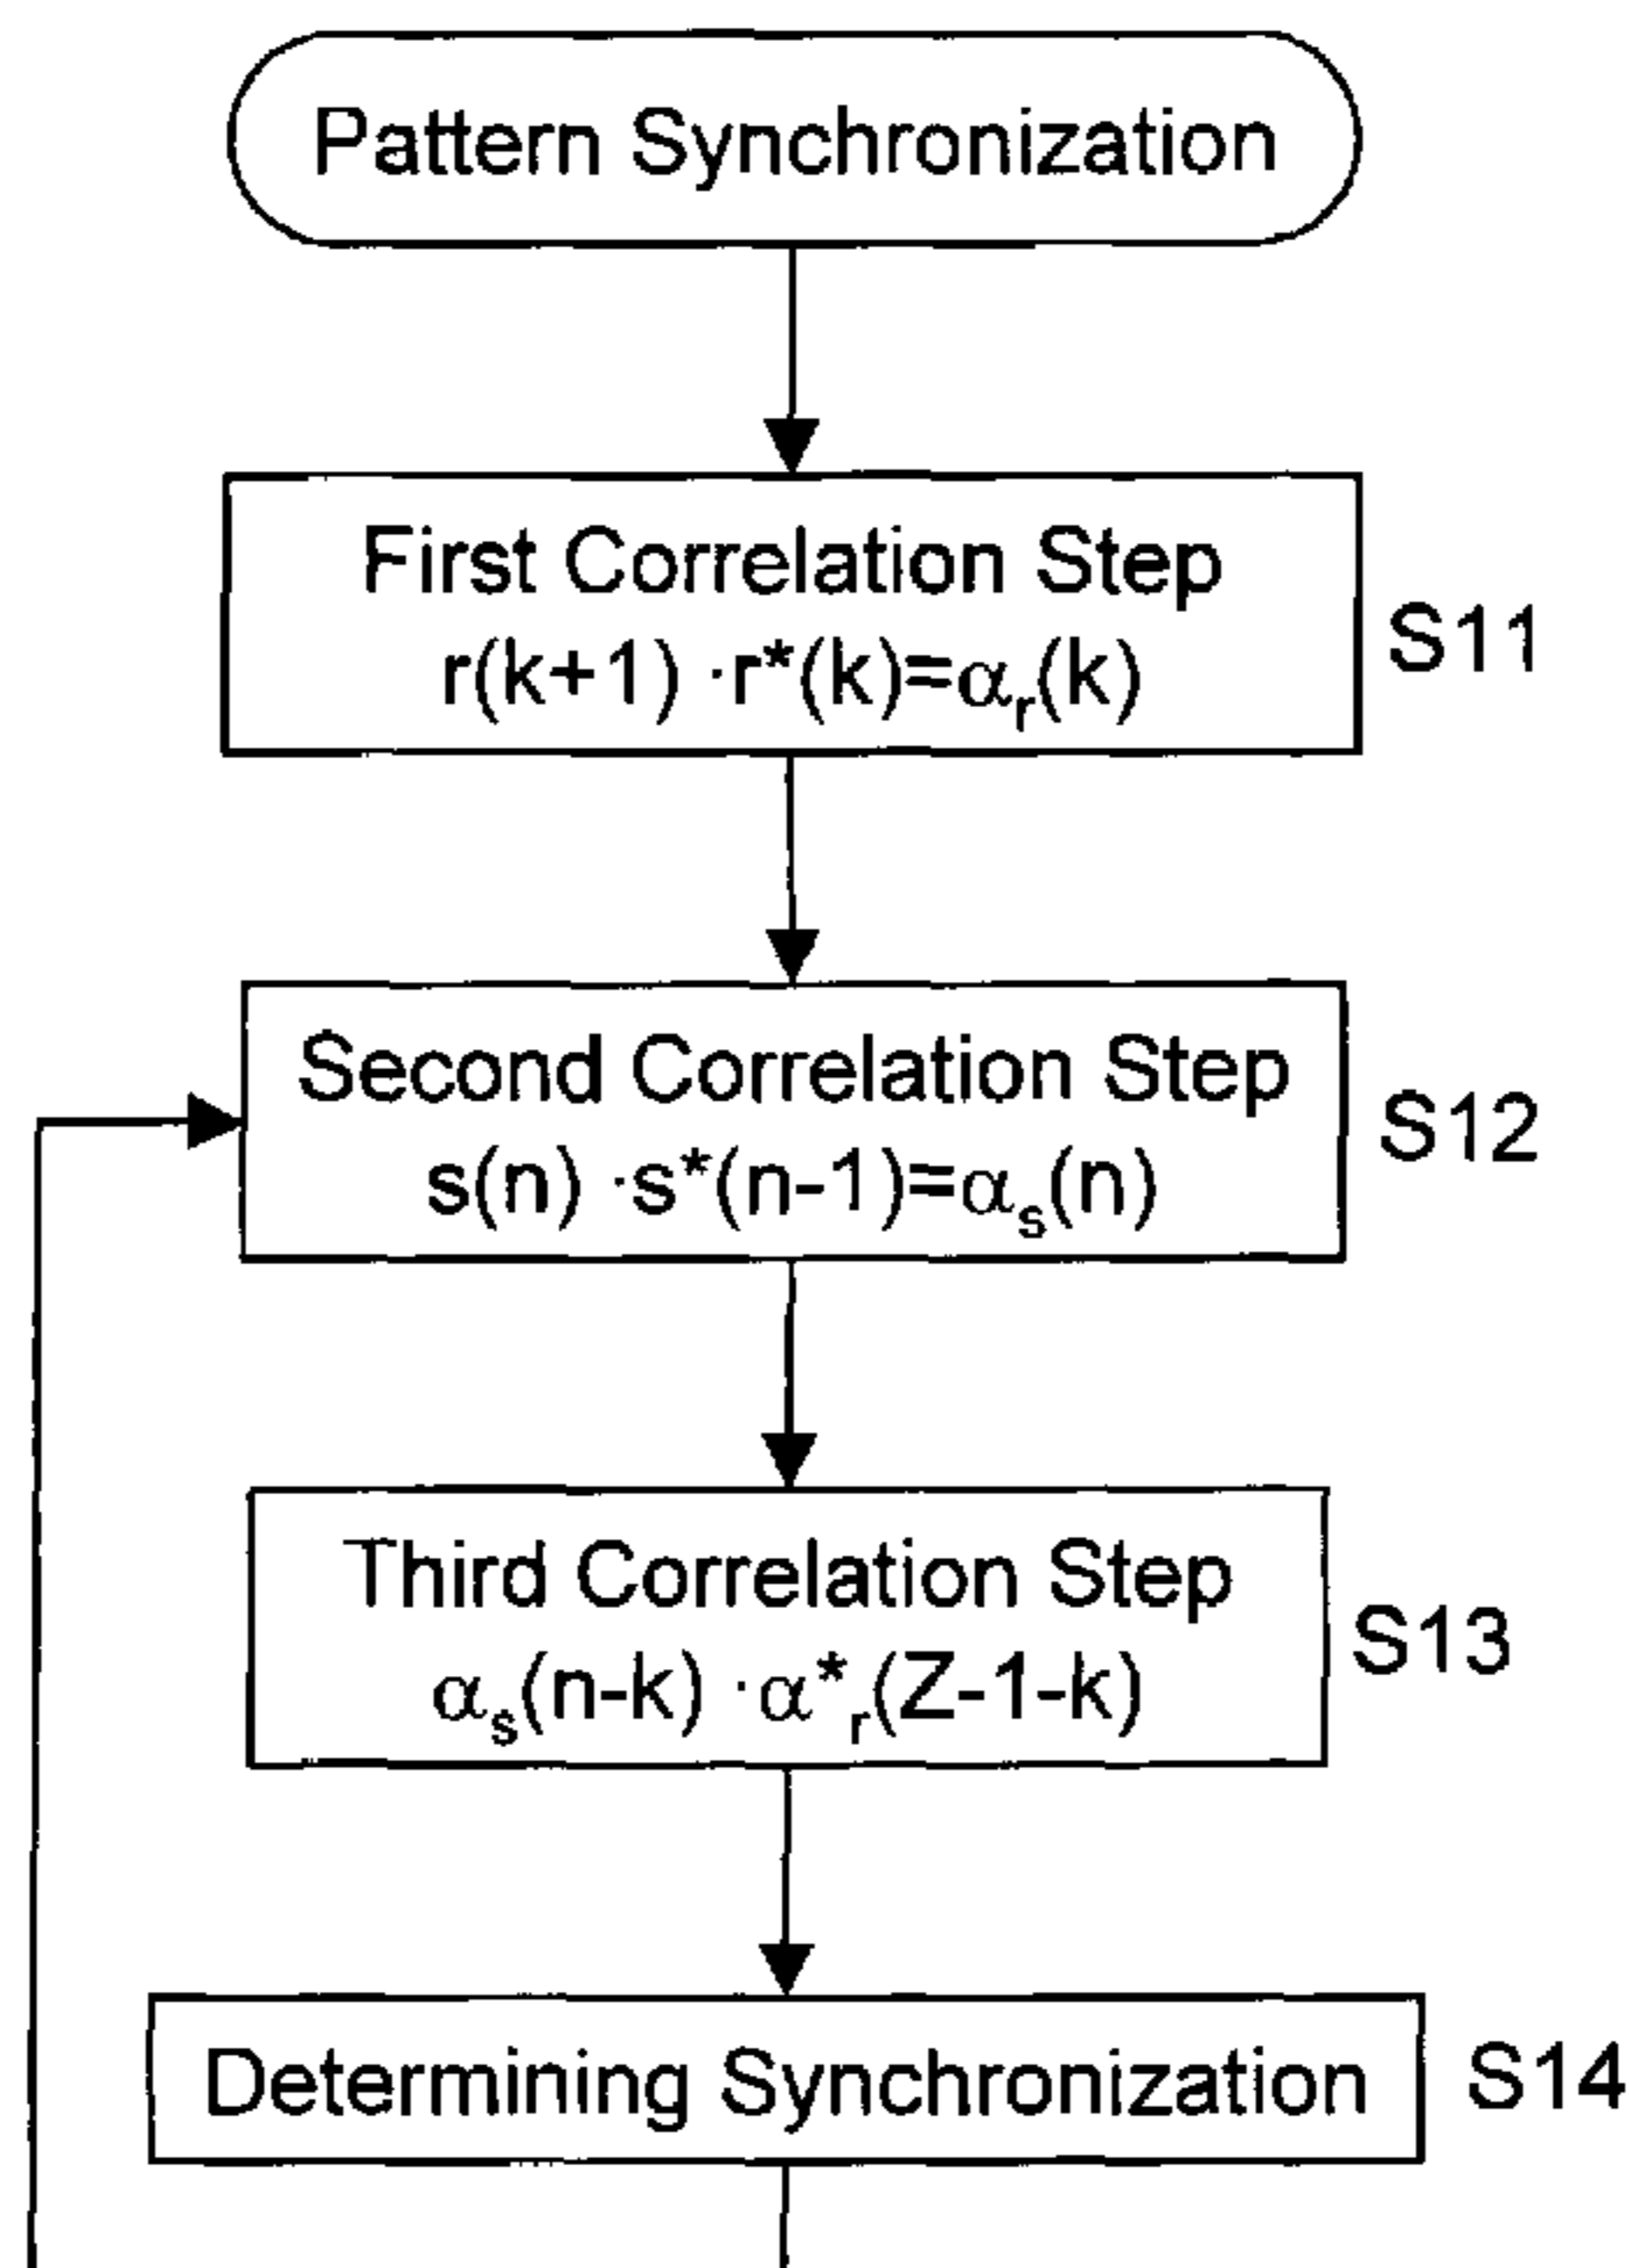 Pattern Synchronization
First Correlation Step
r(k+1) ·r*(k)=αr(k)
S11
Second Correlation Step
s(n) ·s*(n-1)=αs(n)
S12
Third Correlation Step
αs(n-k) ·α*r(Z-1-k)
S13
Determining Synchronization
S14